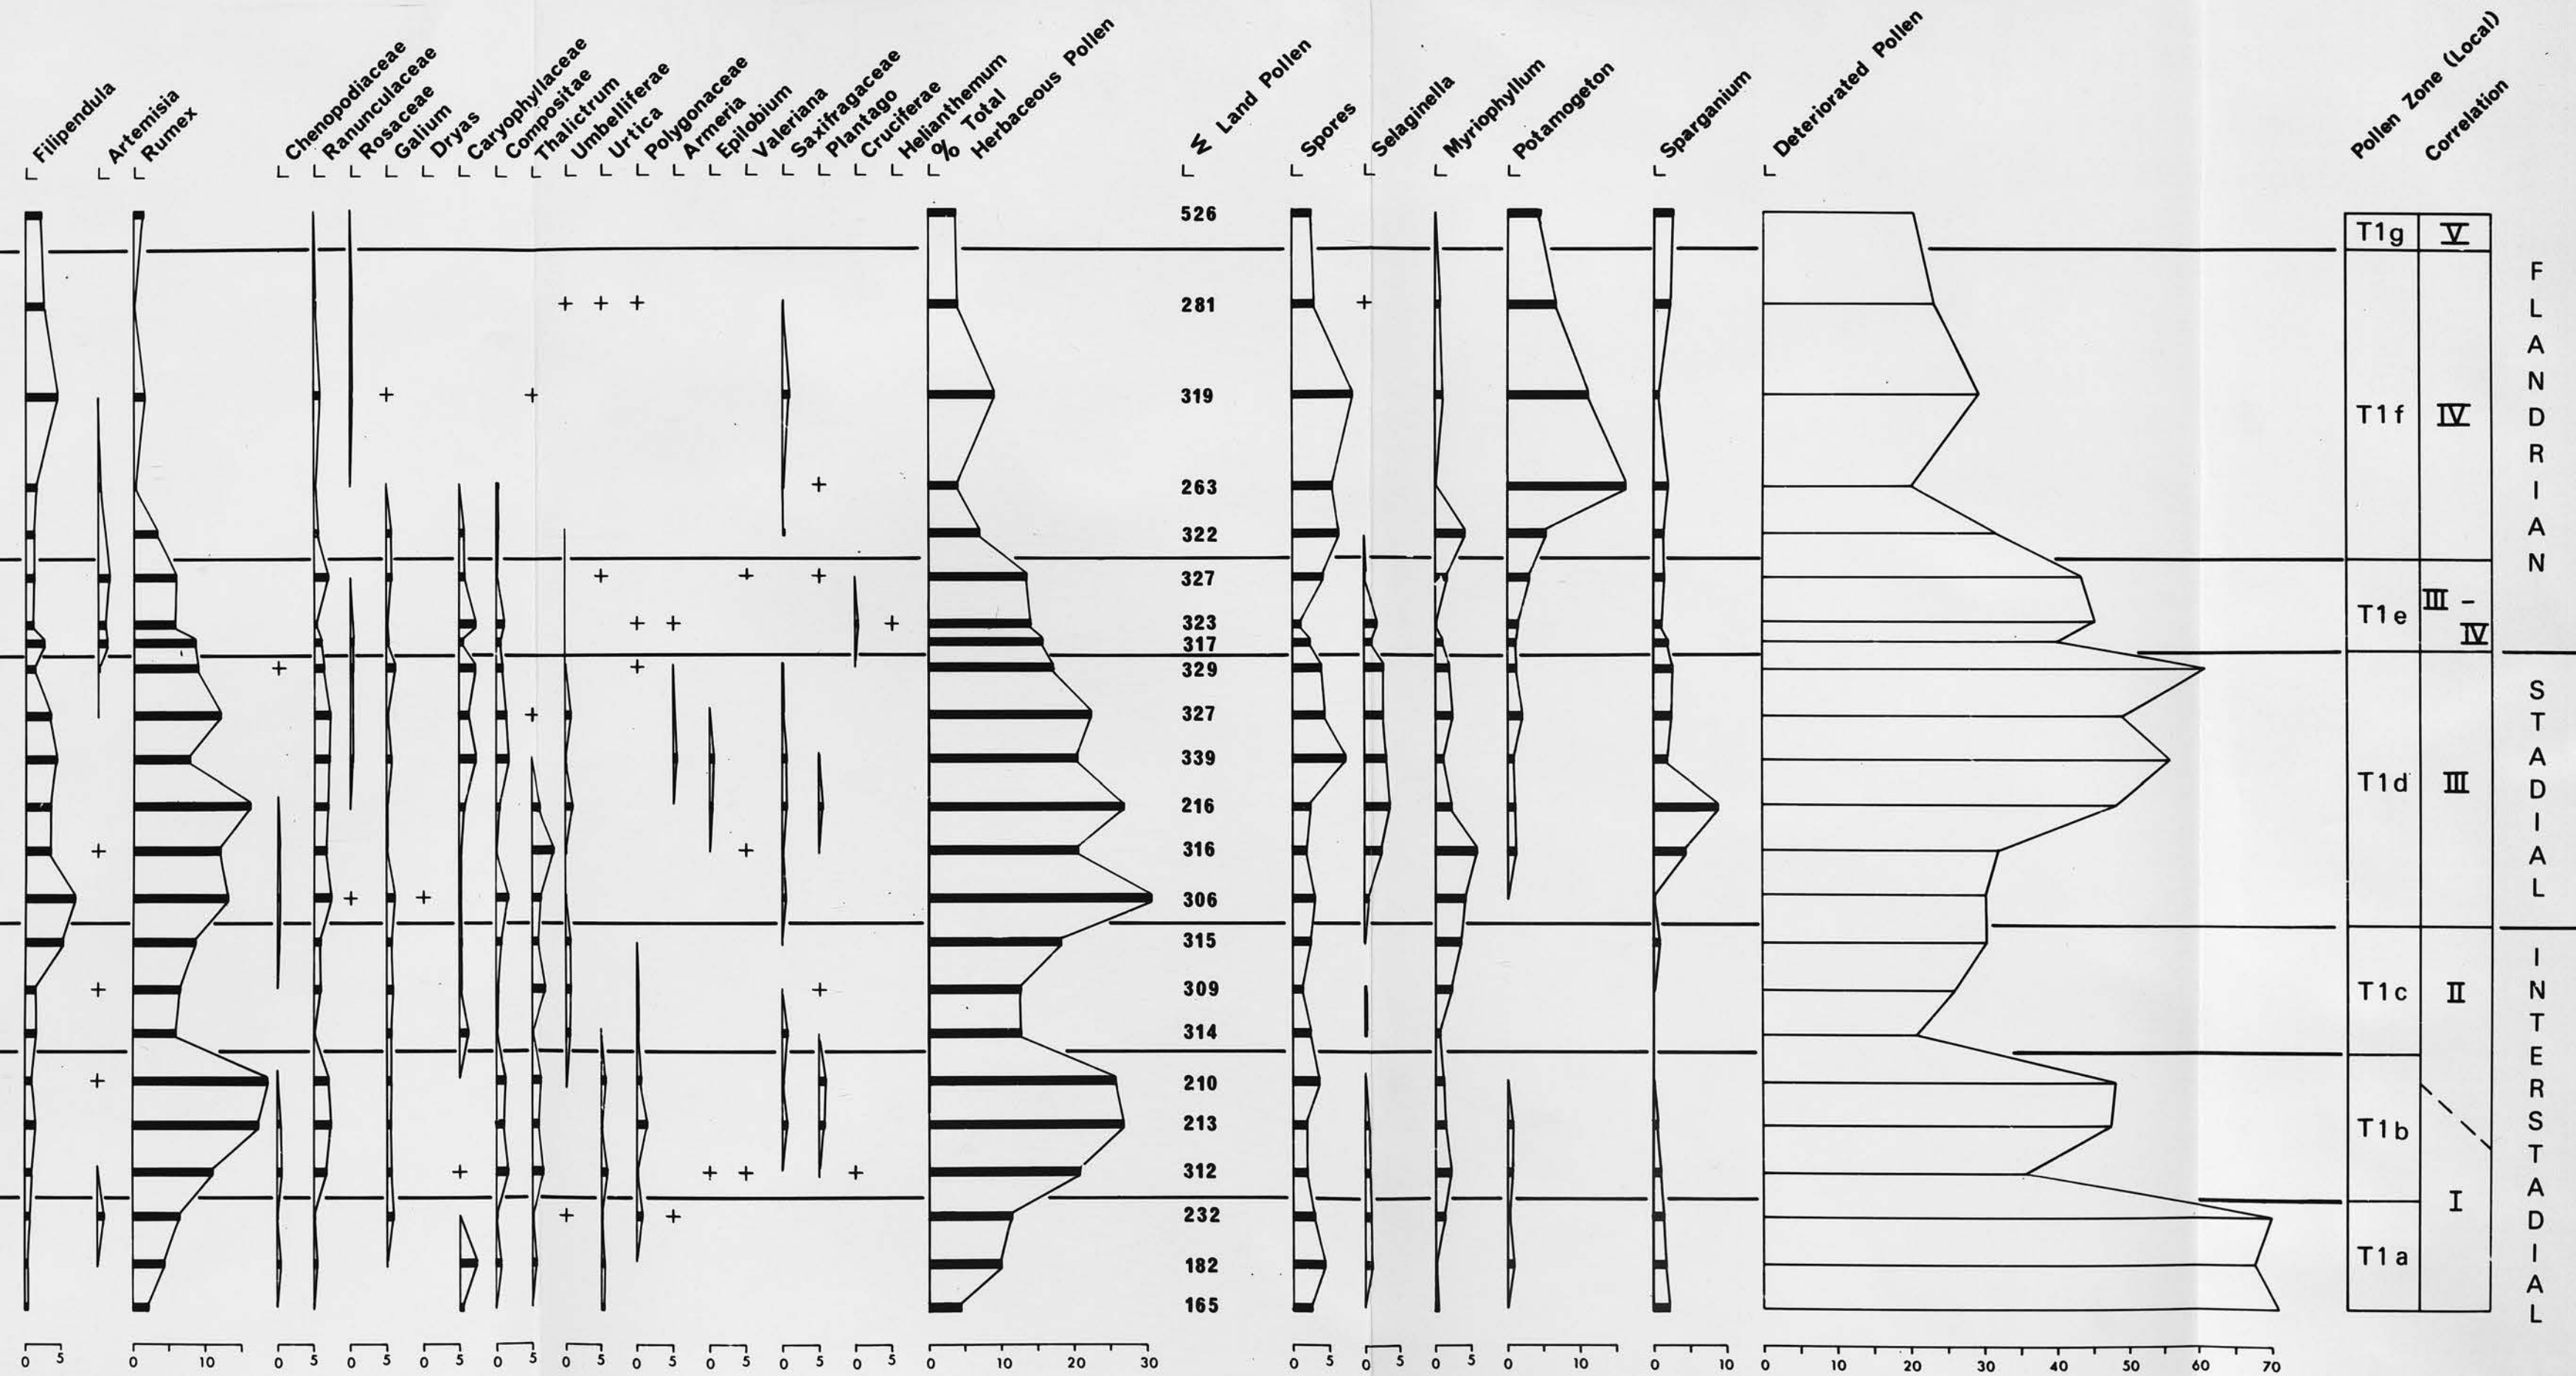 Filipendula
Artemisia
Rumex
Chenopodiaceae
Ranunculaceae
Rosaceae
Galium
Dryas
Caryophyllaceae
Compositae
Thalictrum
Umbelliferae
Urtica
Polygonaceae
Armeria
Epilobium
Valeriana
Saxifragaceae
Plantago
Cruciferae
Helianthemum
% Total
Herbaceous Pollen
Σ Land Pollen
Spores
Selaginella
Myriophyllum
Potamogeton
Sparganium
Deteriorated Pollen
Pollen Zone (Local)
Correlation
526
281
319
263
322
327
323
317
329
327
339
216
316
306
315
309
314
210
213
312
232
182
165
T1g V
T1f IV
T1e III - IV
T1d III
T1c II
T1b
I
T1a
FLANDRIAN
STADIAL
INTERSTADIAL
0 5 0 10 0 5 0 5 0 5 0 5 0 5 0 5 0 5 0 5 0 5 0 10 20 30 0 5 0 5 0 5 0 10 0 10 0 10 20 30 40 50 60 70